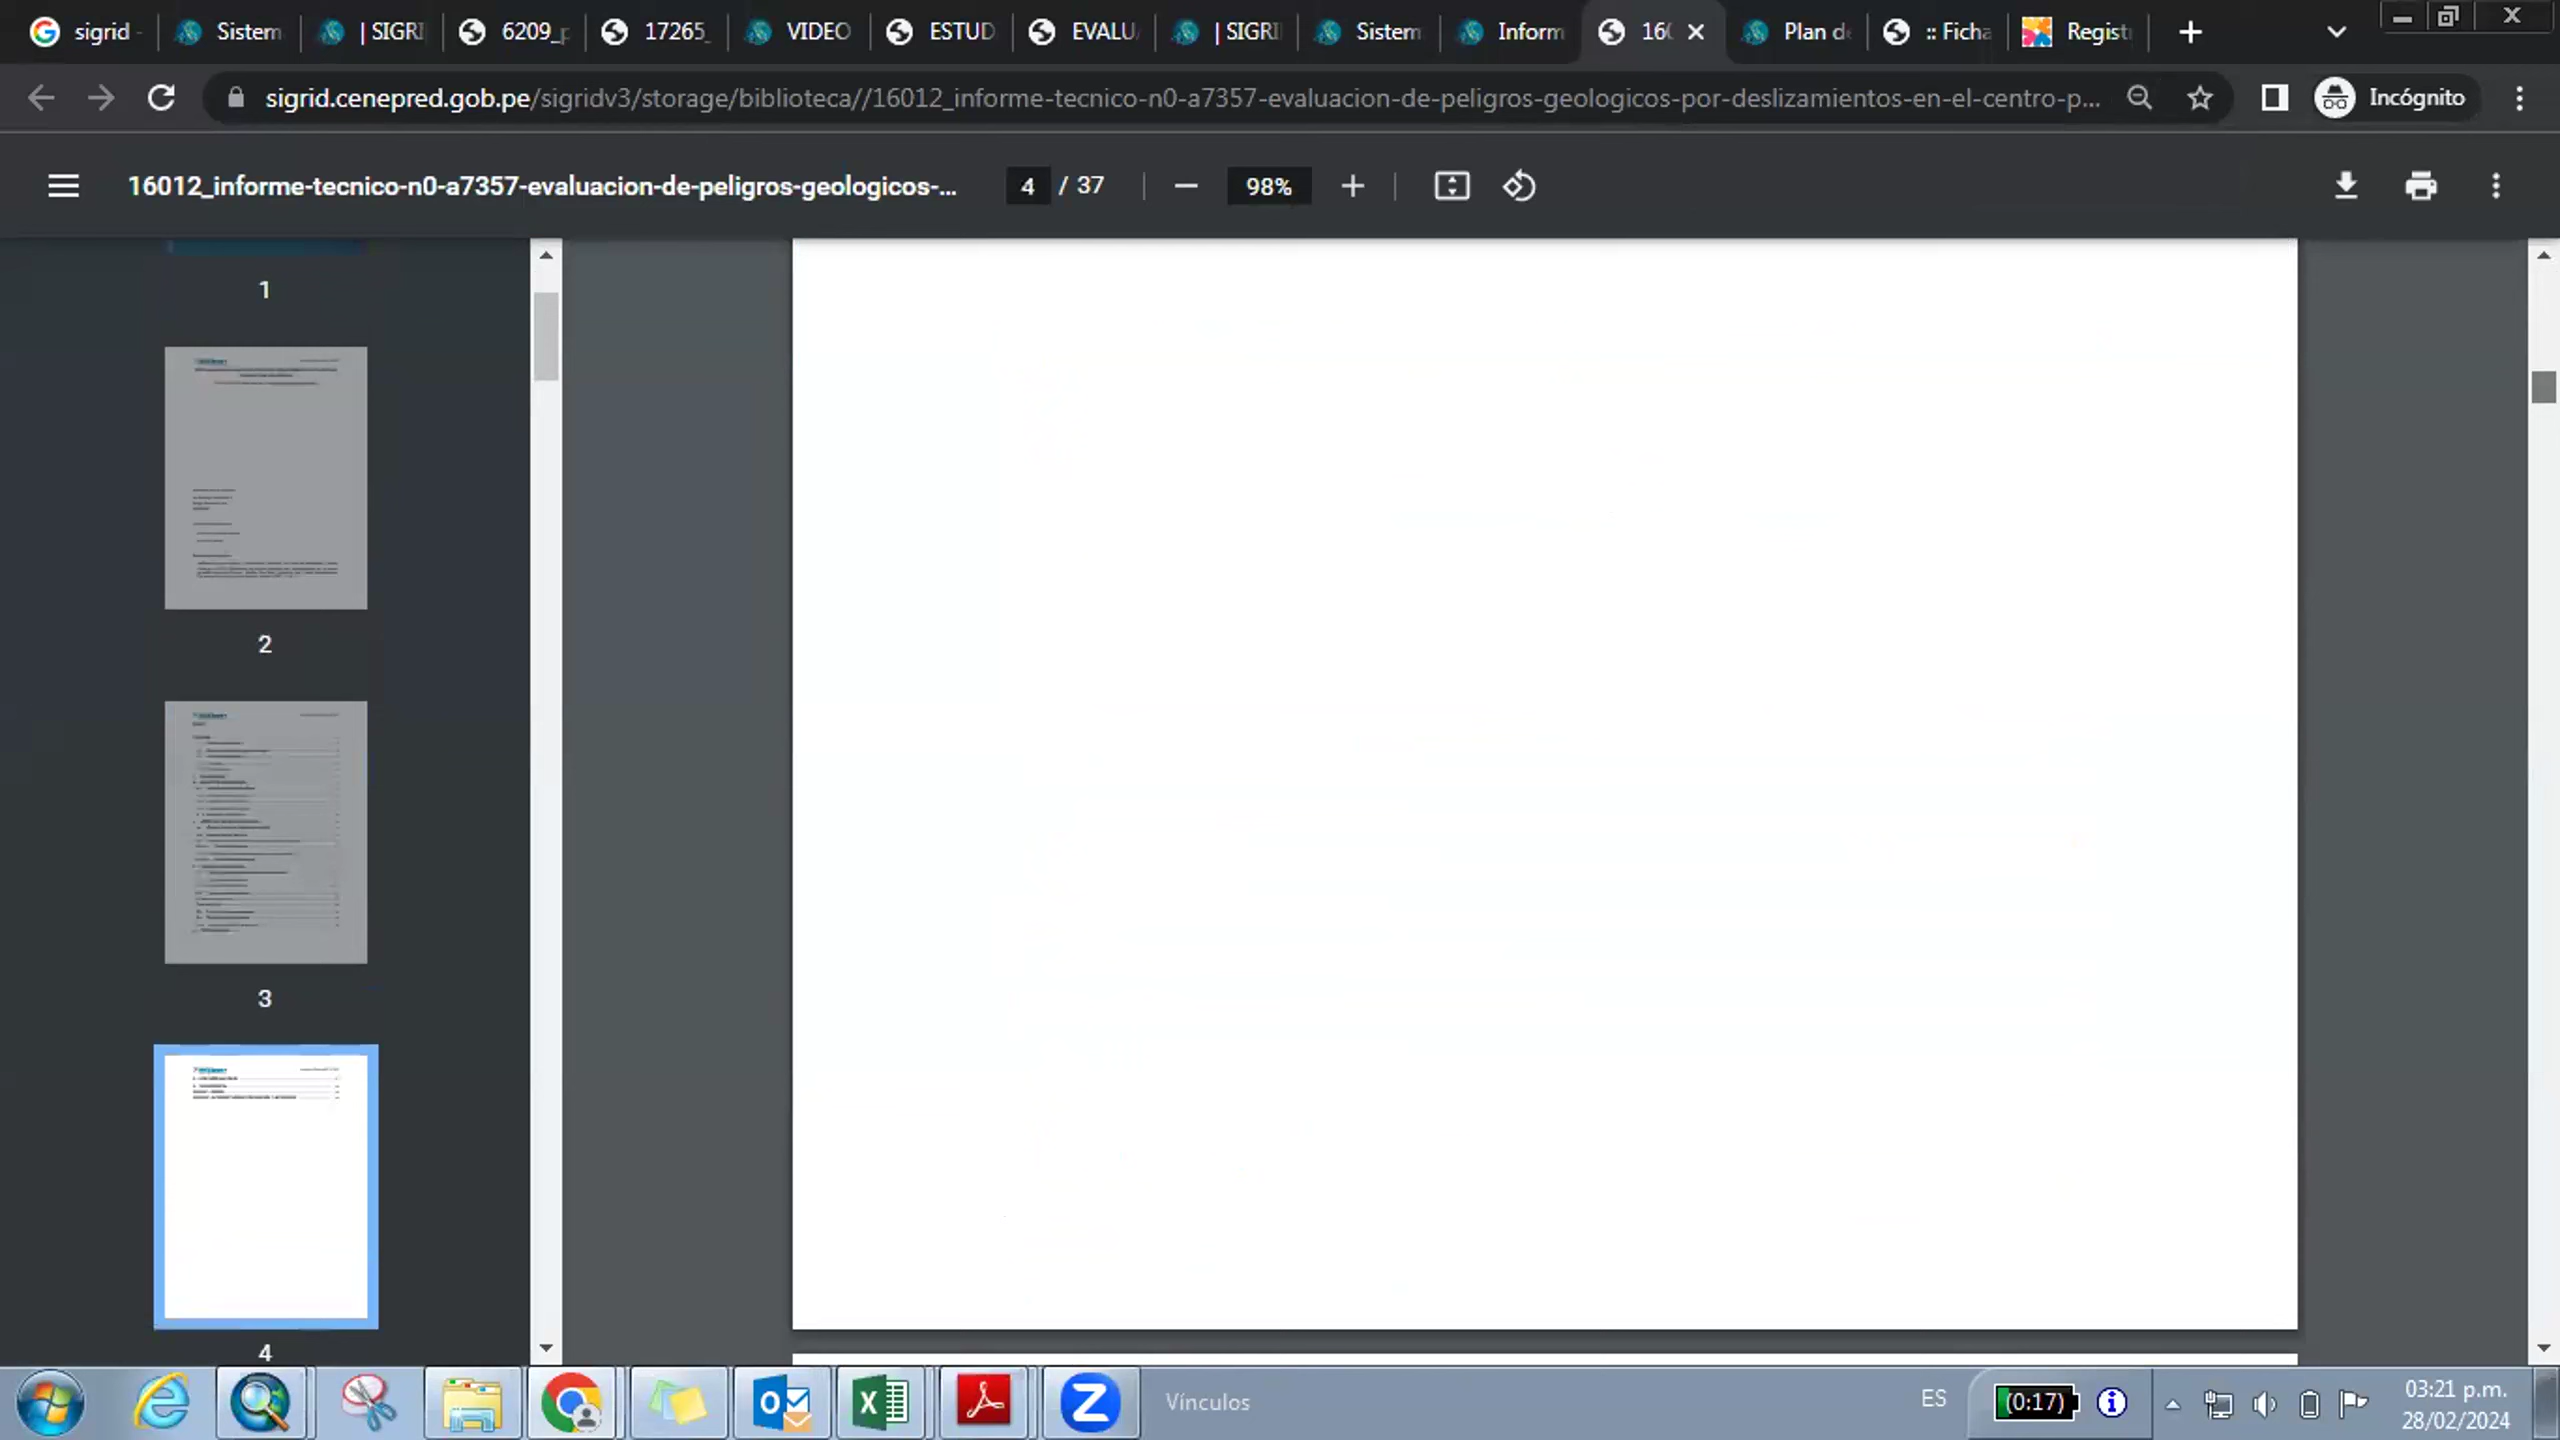 sigrid -
Sistem
| SIGRI
6209_p
17265_
VIDEO
ESTUD
EVALU
| SIGRI
Sistem
Inform
160
Plan d
:: Ficha
Registr
sigrid.cenepred.gob.pe/sigridv3/storage/biblioteca//16012_informe-tecnico-n0-a7357-evaluacion-de-peligros-geologicos-por-deslizamientos-en-el-centro-p...
Incógnito
16012_informe-tecnico-n0-a7357-evaluacion-de-peligros-geologicos-...
4 / 37
98%
1
2
3
4
Vínculos
ES
(0:17)
03:21 p.m.
28/02/2024